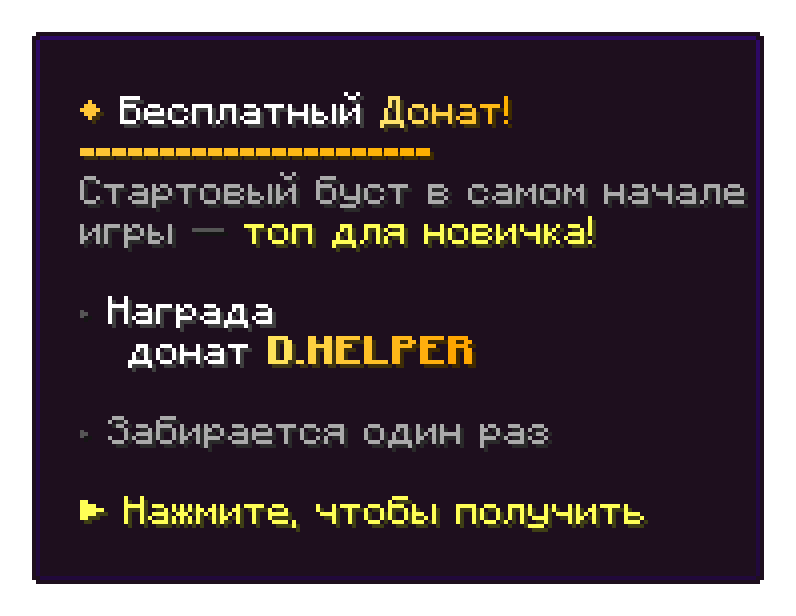 ✦ Бесплатный Донат!
Стартовый буст в самом начале
игры — топ для новичка!
▸ Награда
донат D.HELPER
▸ Забирается один раз
► Нажмите, чтобы получить